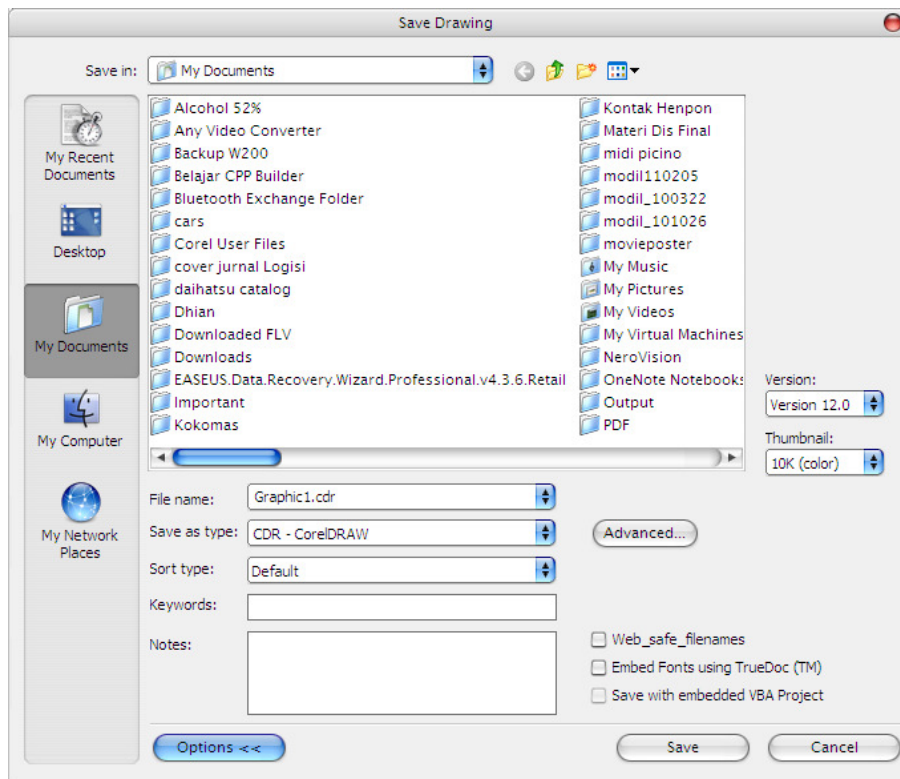 Save Drawing
Save in:
My Documents
My Recent
Documents
Desktop
My Documents
My Computer
My Network
Places
Alcohol 52%
Any Video Converter
Backup W200
Belajar CPP Builder
Bluetooth Exchange Folder
cars
Corel User Files
cover jurnal Logisi
daihatsu catalog
Dhian
Downloaded FLV
Downloads
EASEUS.Data.Recovery.Wizard.Professional.v4.3.6.Retail
Important
Kokomas
Kontak Henpon
Materi Dis Final
midi picino
modil110205
modil_100322
modil_101026
movieposter
My Music
My Pictures
My Videos
My Virtual Machines
NeroVision
OneNote Notebooks
Output
PDF
Version:
Version 12.0
Thumbnail:
10K (color)
File name:
Graphic1.cdr
Save as type:
CDR - CorelDRAW
Advanced...
Sort type:
Default
Keywords:
Notes:
Web_safe_filenames
Embed Fonts using TrueDoc (TM)
Save with embedded VBA Project
Options <<
Save
Cancel